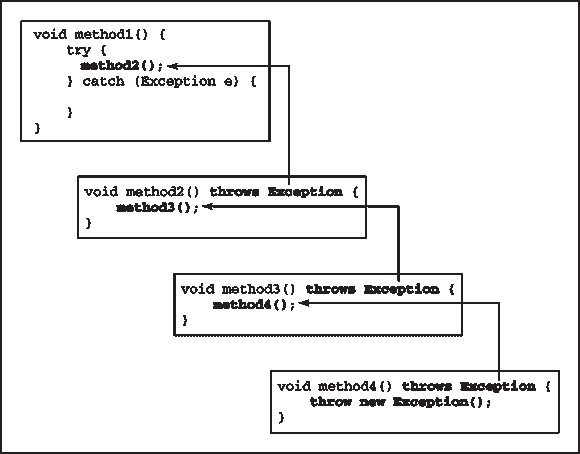 void method1() {
try {
method2();
} catch (Exception e) {
}
}
void method2() throws Exception {
method3();
}
void method3() throws Exception {
method4();
}
void method4() throws Exception {
throw new Exception();
}